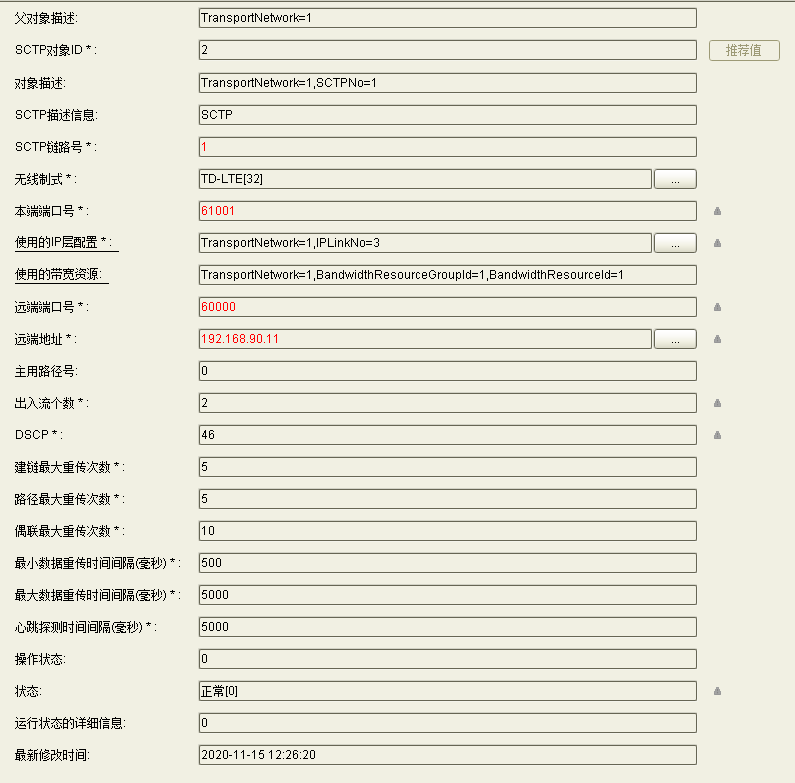 父对象描述: TransportNetwork=1
SCTP对象ID * : 2 推荐值
对象描述: TransportNetwork=1,SCTPNo=1
SCTP描述信息: SCTP
SCTP链路号 * : 1
无线制式 * : TD-LTE[32] ...
本端端口号 * : 61001
使用的IP层配置 * : TransportNetwork=1,IPLinkNo=3 ...
使用的带宽资源: TransportNetwork=1,BandwidthResourceGroupId=1,BandwidthResourceId=1
远端端口号 * : 60000
远端地址 * : 192.168.90.11 ...
主用路径号: 0
出入流个数 * : 2
DSCP * : 46
建链最大重传次数 * : 5
路径最大重传次数 * : 5
偶联最大重传次数 * : 10
最小数据重传时间间隔(毫秒) * : 500
最大数据重传时间间隔(毫秒) * : 5000
心跳探测时间间隔(毫秒) * : 5000
操作状态: 0
状态: 正常[0]
运行状态的详细信息: 0
最新修改时间: 2020-11-15 12:26:20